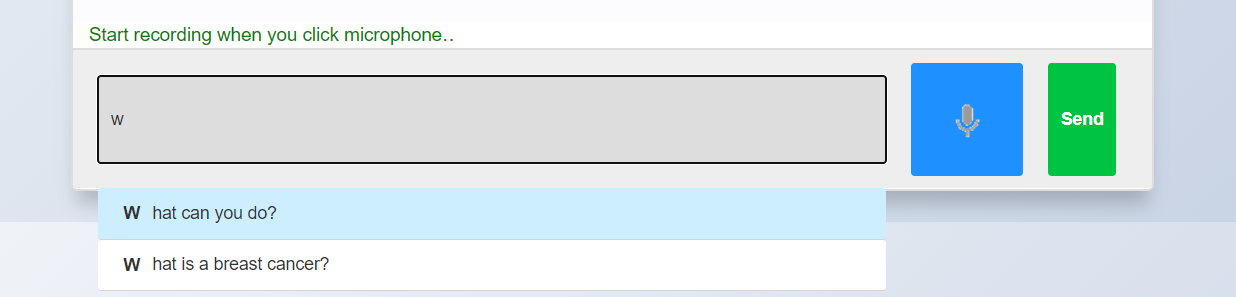 Start recording when you click microphone..
w
Send
W hat can you do?
W hat is a breast cancer?